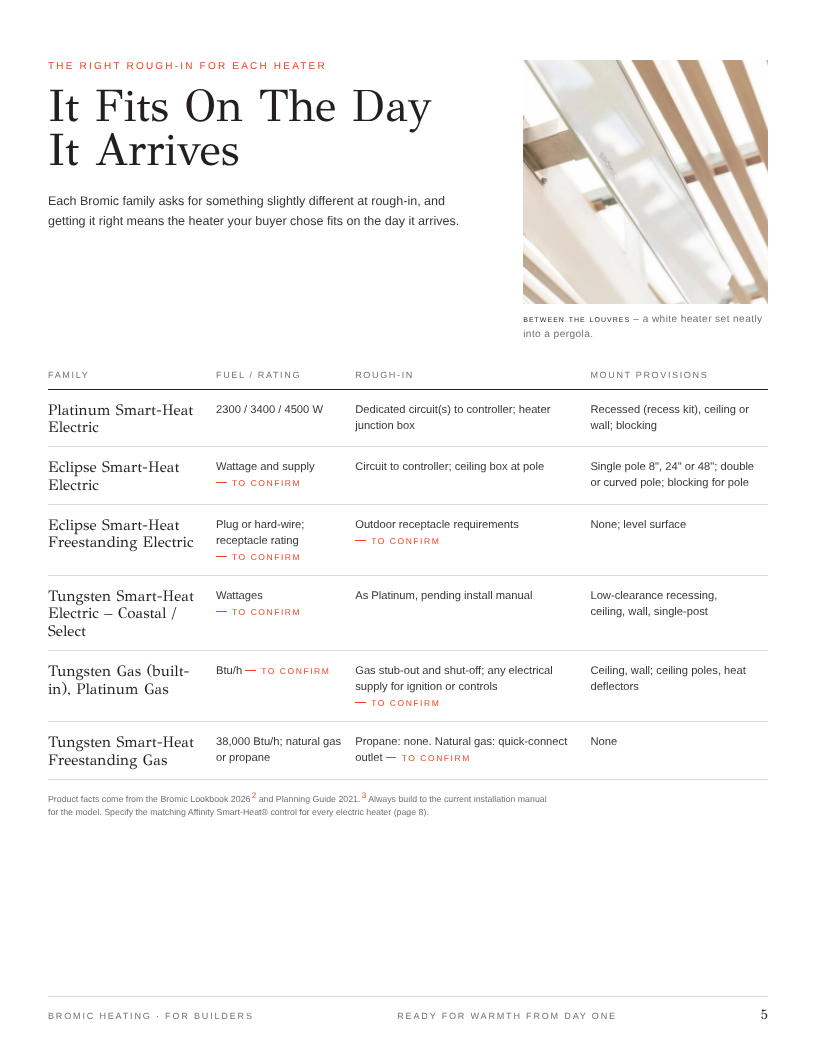 THE RIGHT ROUGH-IN FOR EACH HEATER
It Fits On The Day
It Arrives
Each Bromic family asks for something slightly different at rough-in, and
getting it right means the heater your buyer chose fits on the day it arrives.
BETWEEN THE LOUVRES – a white heater set neatly
into a pergola.
FAMILY FUEL / RATING ROUGH-IN MOUNT PROVISIONS
Platinum Smart-Heat
Electric
2300 / 3400 / 4500 W
Dedicated circuit(s) to controller; heater
junction box
Recessed (recess kit), ceiling or
wall; blocking
Eclipse Smart-Heat
Electric
Wattage and supply
— TO CONFIRM
Circuit to controller; ceiling box at pole
Single pole 8", 24" or 48"; double
or curved pole; blocking for pole
Eclipse Smart-Heat
Freestanding Electric
Plug or hard-wire;
receptacle rating
— TO CONFIRM
Outdoor receptacle requirements
— TO CONFIRM
None; level surface
Tungsten Smart-Heat
Electric – Coastal /
Select
Wattages
— TO CONFIRM
As Platinum, pending install manual
Low-clearance recessing,
ceiling, wall, single-post
Tungsten Gas (built-
in), Platinum Gas
Btu/h — TO CONFIRM
Gas stub-out and shut-off; any electrical
supply for ignition or controls
— TO CONFIRM
Ceiling, wall; ceiling poles, heat
deflectors
Tungsten Smart-Heat
Freestanding Gas
38,000 Btu/h; natural gas
or propane
Propane: none. Natural gas: quick-connect
outlet — TO CONFIRM
None
Product facts come from the Bromic Lookbook 2026 2 and Planning Guide 2021. 3 Always build to the current installation manual
for the model. Specify the matching Affinity Smart-Heat® control for every electric heater (page 8).
BROMIC HEATING · FOR BUILDERS READY FOR WARMTH FROM DAY ONE 5